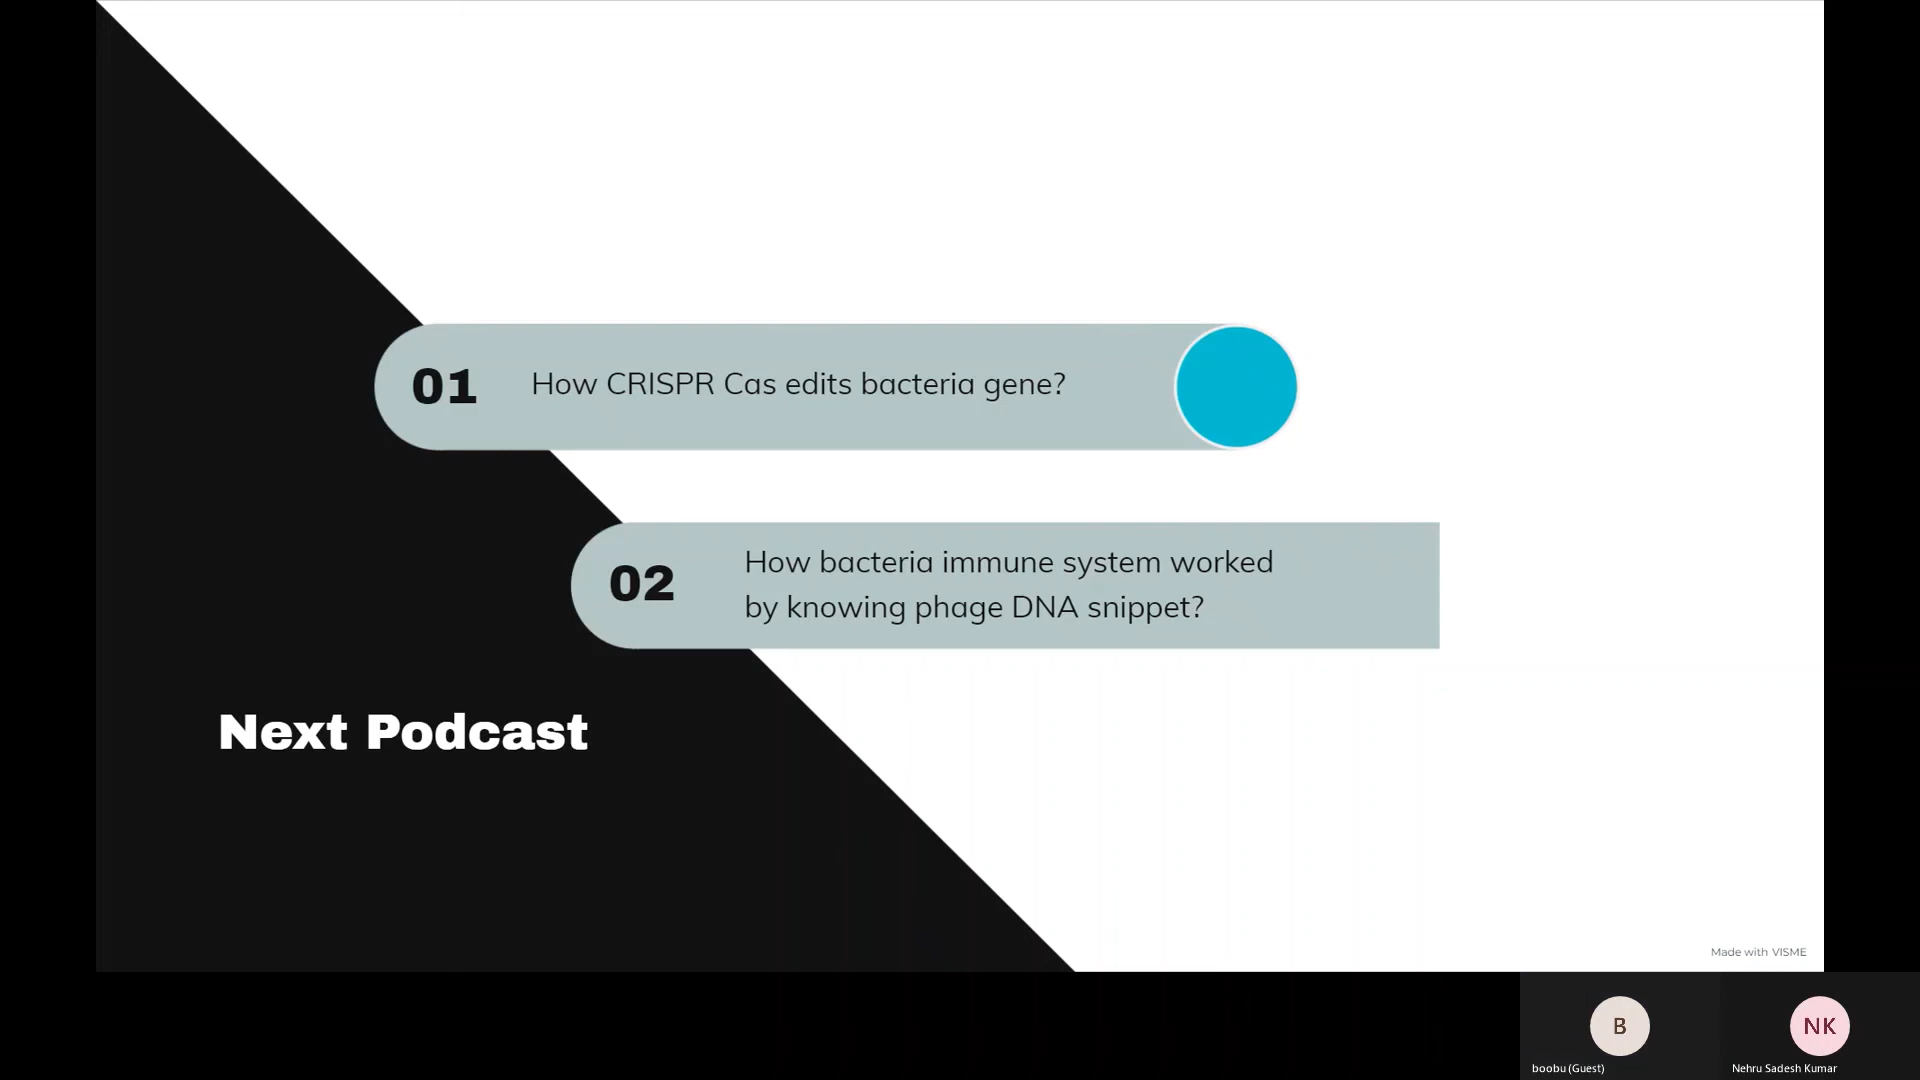 01
How CRISPR Cas edits bacteria gene?
02
How bacteria immune system worked
by knowing phage DNA snippet?
Next Podcast
Made with VISME
B
NK
boobu (Guest)
Nehru Sadesh Kumar